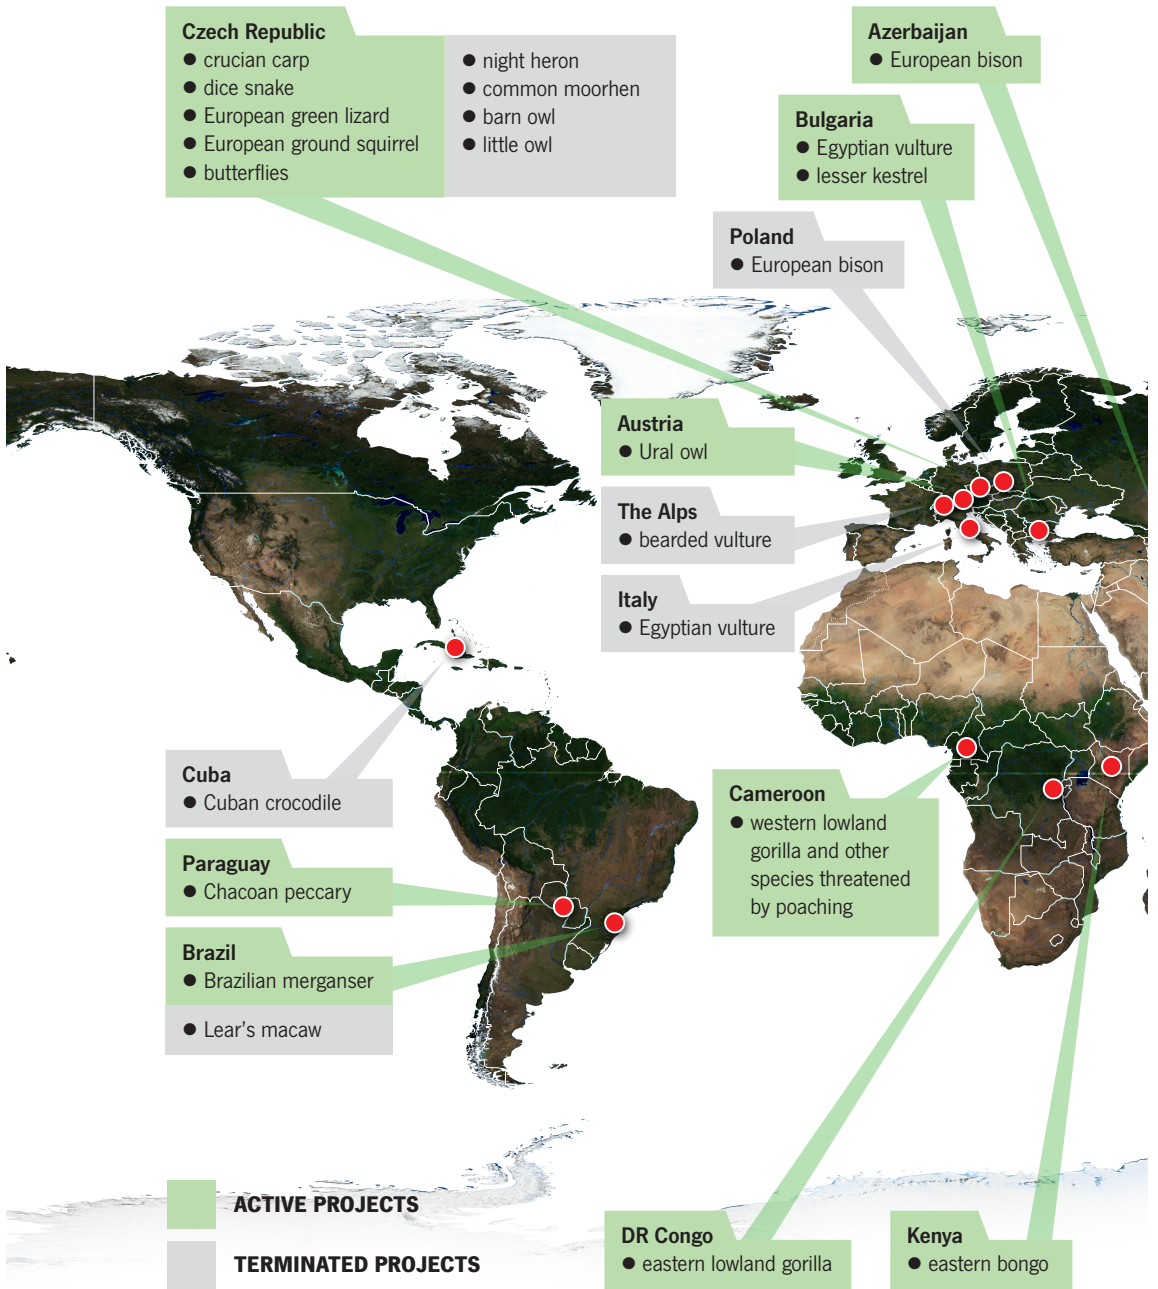 Czech Republic
● crucian carp
● dice snake
● European green lizard
● European ground squirrel
● butterflies
● night heron
● common moorhen
● barn owl
● little owl
Azerbaijan
● European bison
Bulgaria
● Egyptian vulture
● lesser kestrel
Poland
● European bison
Austria
● Ural owl
The Alps
● bearded vulture
Italy
● Egyptian vulture
Cuba
● Cuban crocodile
Paraguay
● Chacoan peccary
Brazil
● Brazilian merganser
● Lear’s macaw
Cameroon
● western lowland
gorilla and other
species threatened
by poaching
ACTIVE PROJECTS
TERMINATED PROJECTS
DR Congo
● eastern lowland gorilla
Kenya
● eastern bongo